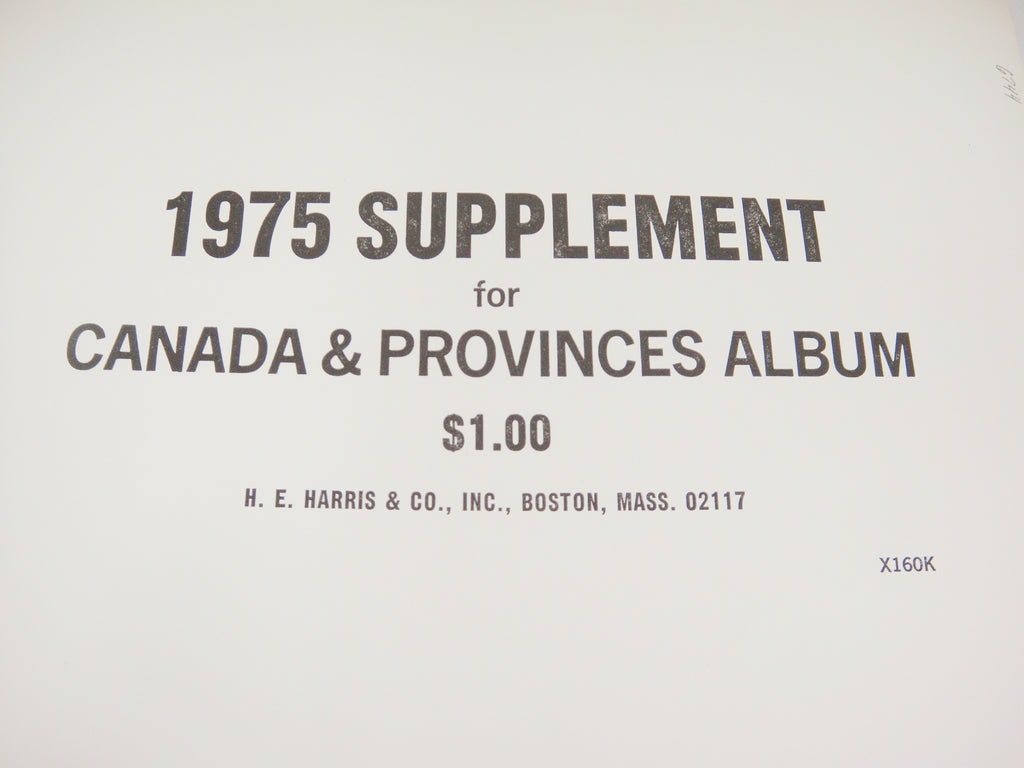 1975 SUPPLEMENT
for
CANADA & PROVINCES ALBUM
$1.00
H. E. HARRIS & CO., INC., BOSTON, MASS. 02117
X160K